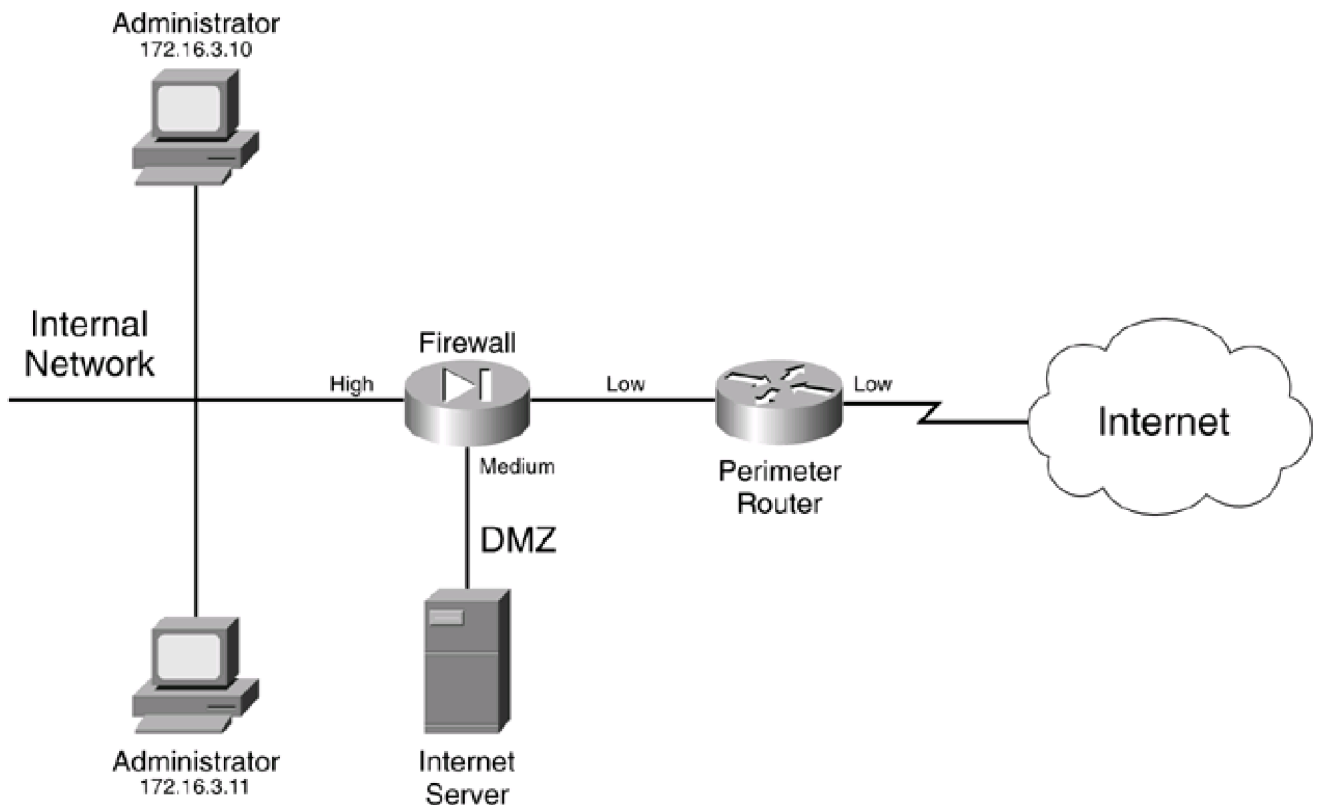 Administrator
172.16.3.10
Internal
Network
Firewall
High
Low
Low
Internet
Medium
Perimeter
Router
DMZ
Administrator
172.16.3.11
Internet
Server